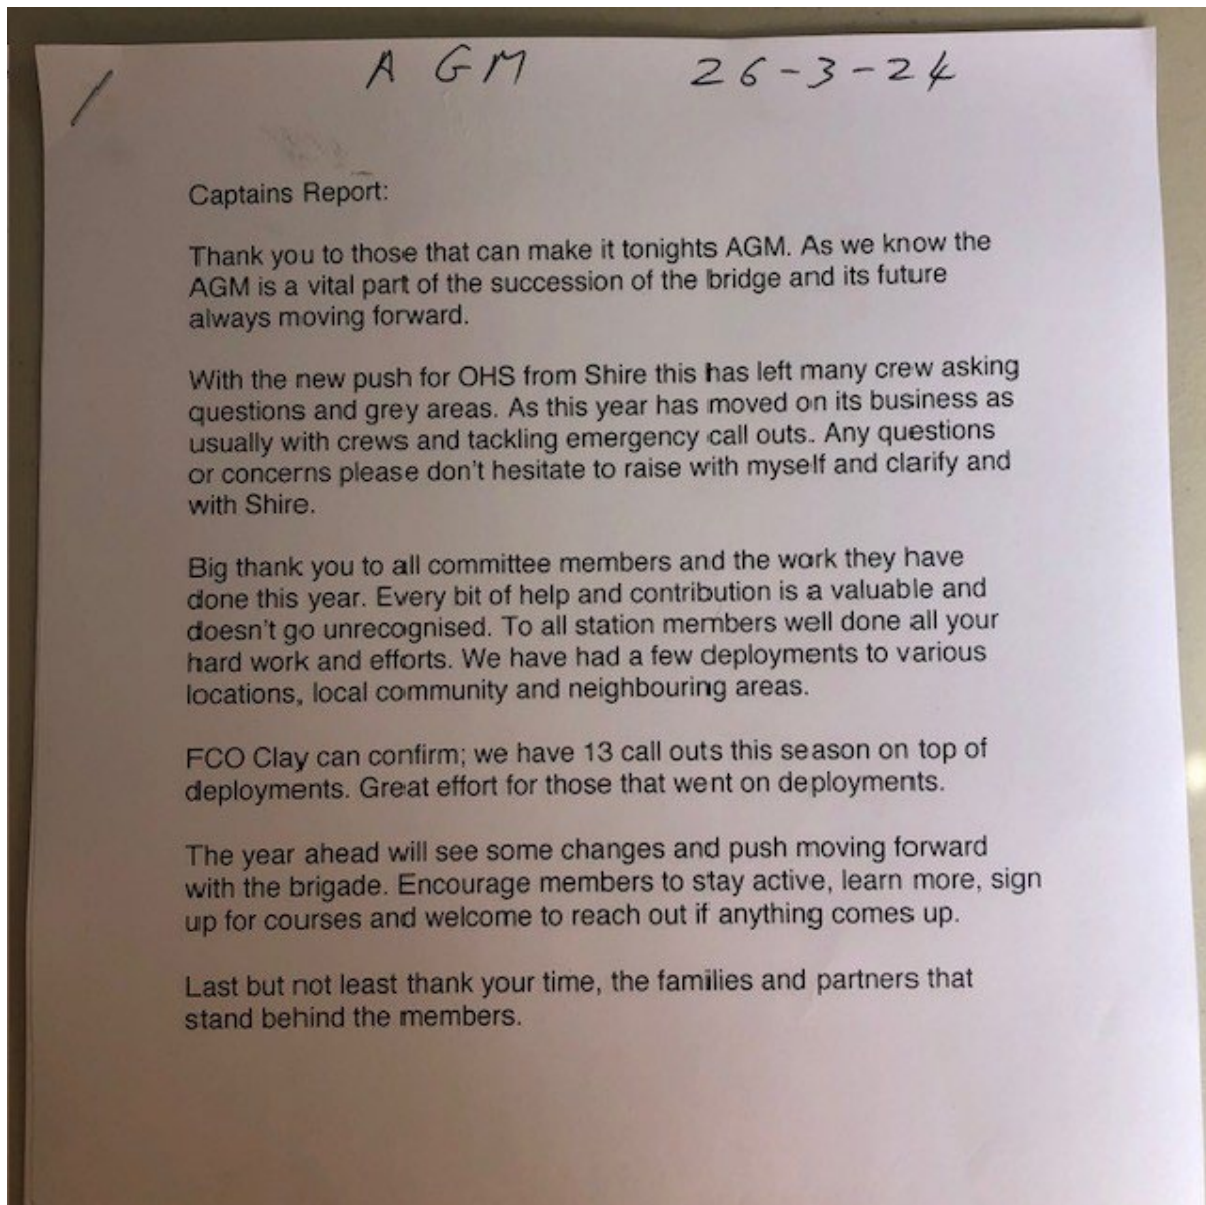 1
A G M 26-3-24
Captains Report:
Thank you to those that can make it tonights AGM. As we know the
AGM is a vital part of the succession of the bridge and its future
always moving forward.
With the new push for OHS from Shire this has left many crew asking
questions and grey areas. As this year has moved on its business as
usually with crews and tackling emergency call outs. Any questions
or concerns please don't hesitate to raise with myself and clarify and
with Shire.
Big thank you to all committee members and the work they have
done this year. Every bit of help and contribution is a valuable and
doesn't go unrecognised. To all station members well done all your
hard work and efforts. We have had a few deployments to various
locations, local community and neighbouring areas.
FCO Clay can confirm; we have 13 call outs this season on top of
deployments. Great effort for those that went on deployments.
The year ahead will see some changes and push moving forward
with the brigade. Encourage members to stay active, learn more, sign
up for courses and welcome to reach out if anything comes up.
Last but not least thank your time, the families and partners that
stand behind the members.